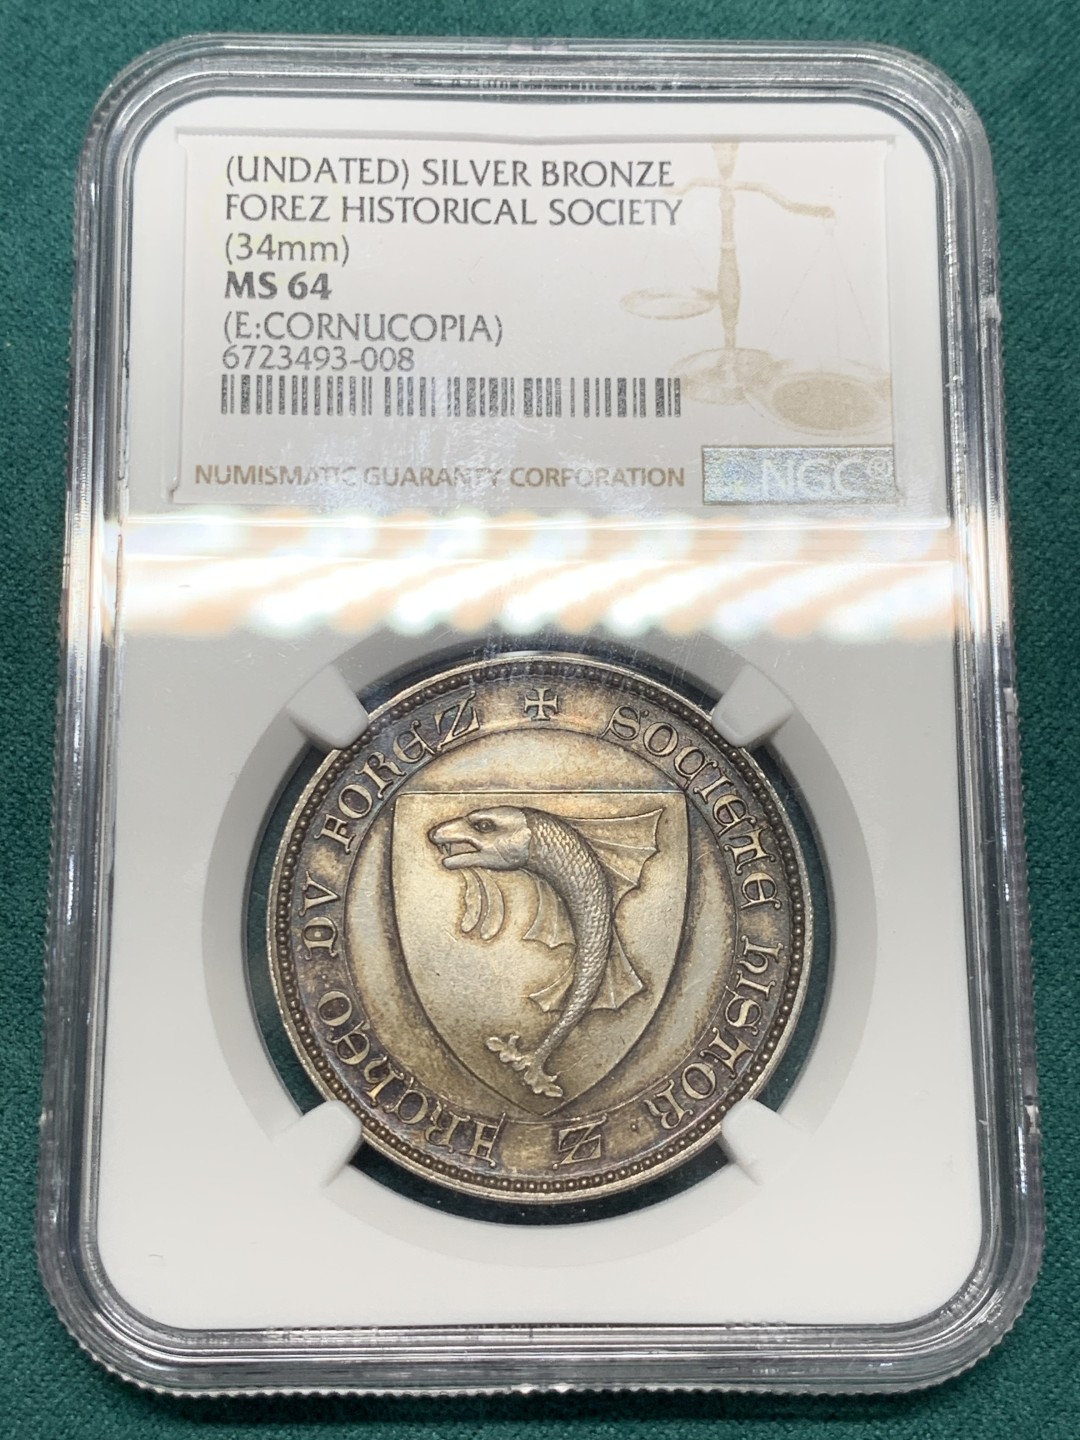 (UNDATED) SILVER BRONZE
FOREZ HISTORICAL SOCIETY
(34mm)
MS 64
(E:CORNUCOPIA)
6723493-008
NUMISMATIC GUARANTY CORPORATION
NGC®
✠ SOCIETE hISTOR · Z ARChEO · DV FOREZ